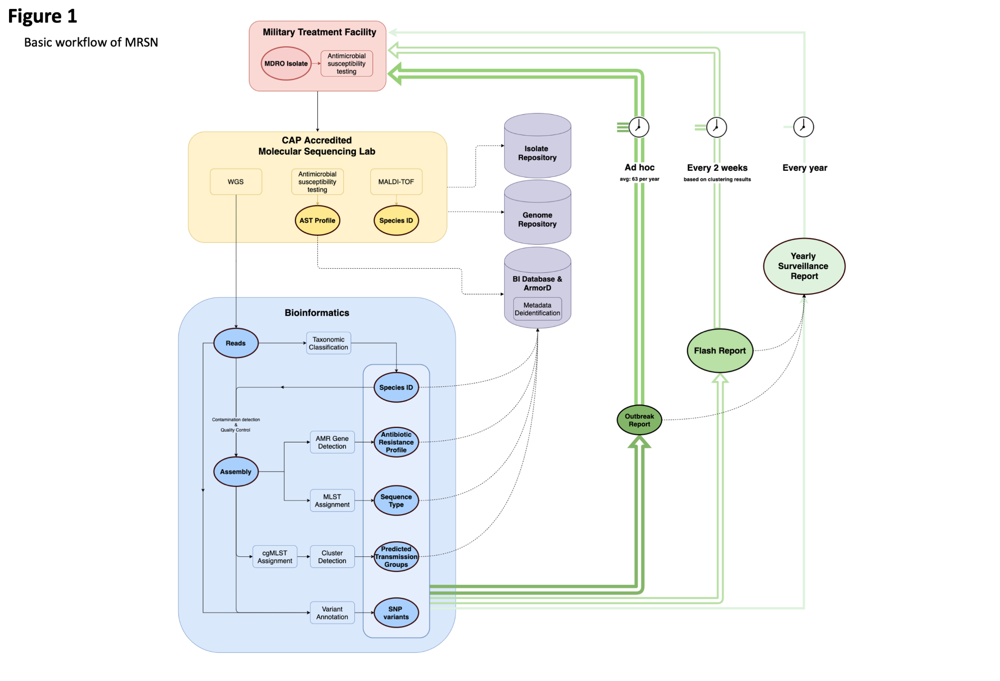 Figure 1
Basic workflow of MRSN
Military Treatment Facility
MDRO Isolate
Antimicrobial
susceptibility
testing
CAP Accredited
Molecular Sequencing Lab
WGS
Antimicrobial
susceptibility
testing
MALDI-TOF
AST Profile
Species ID
Isolate
Repository
Genome
Repository
BI Database &
ArmorD
Metadata
Deidentification
Ad hoc
avg: 63 per year
Every 2 weeks
based on clustering results
Every year
Yearly
Surveillance
Report
Flash Report
Outbreak
Report
Bioinformatics
Reads
Taxonomic
Classification
Species ID
Contamination detection
&
Quality Control
AMR Gene
Detection
Antibiotic
Resistance
Profile
Assembly
MLST
Assignment
Sequence
Type
cgMLST
Assignment
Cluster
Detection
Predicted
Transmission
Groups
Variant
Annotation
SNP
variants